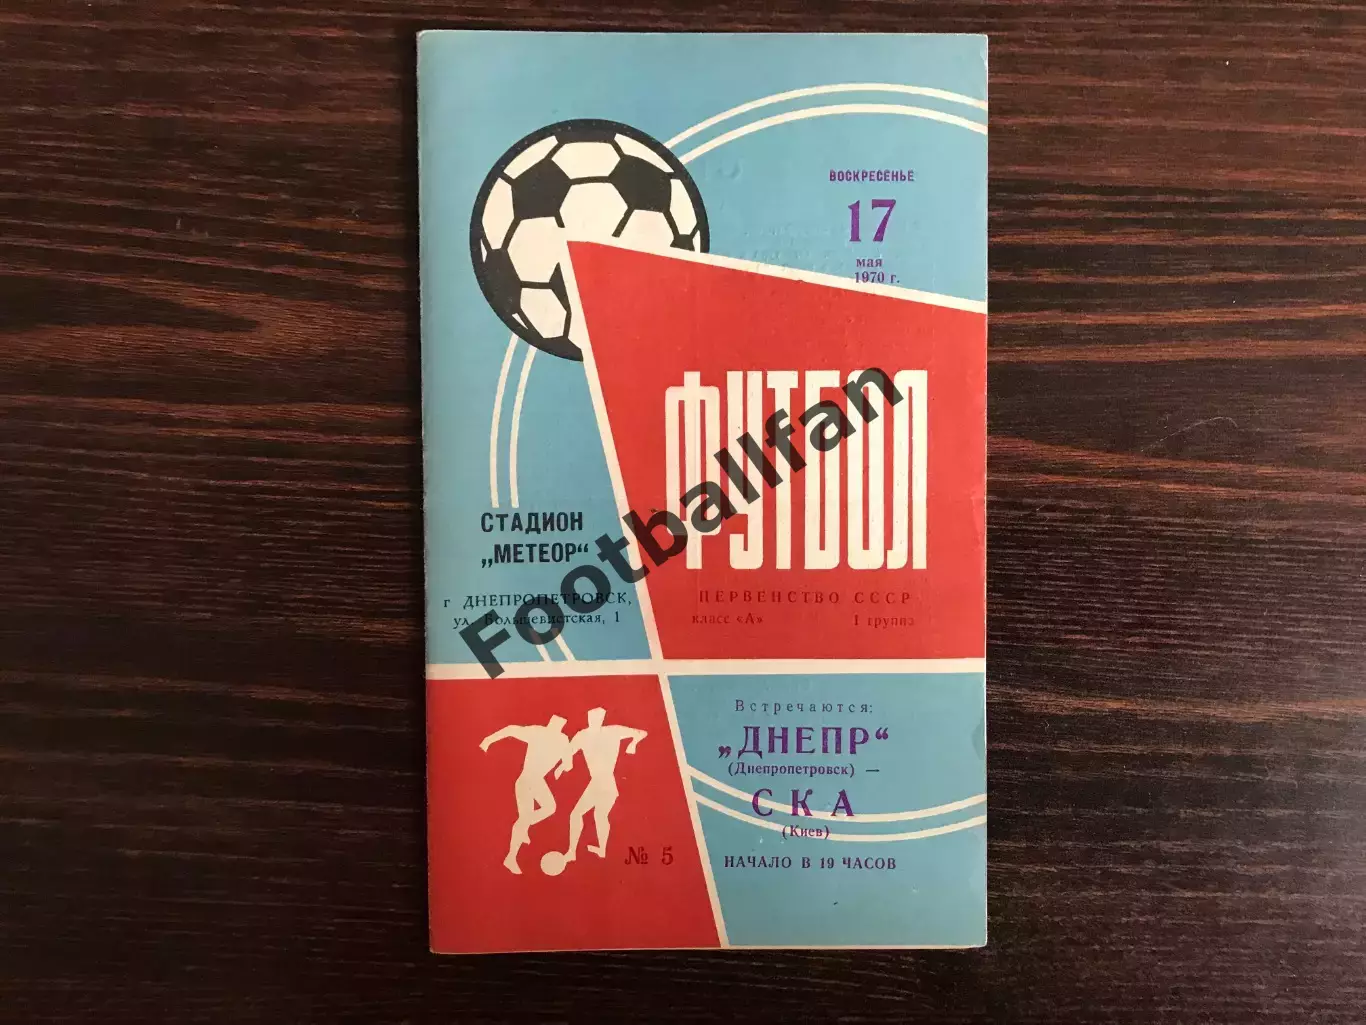 ВОСКРЕСЕНЬЕ
17
мая
1970 г.
ФУТБОЛ
СТАДИОН
„МЕТЕОР“
г ДНЕПРОПЕТРОВСК,
ул. Большевистская, 1
ПЕРВЕНСТВО СССР
класс «А» I группа
Встречаются:
„ДНЕПР“
(Днепропетровск) —
СКА
(Киев)
№ 5 НАЧАЛО В 19 ЧАСОВ
Footballfan